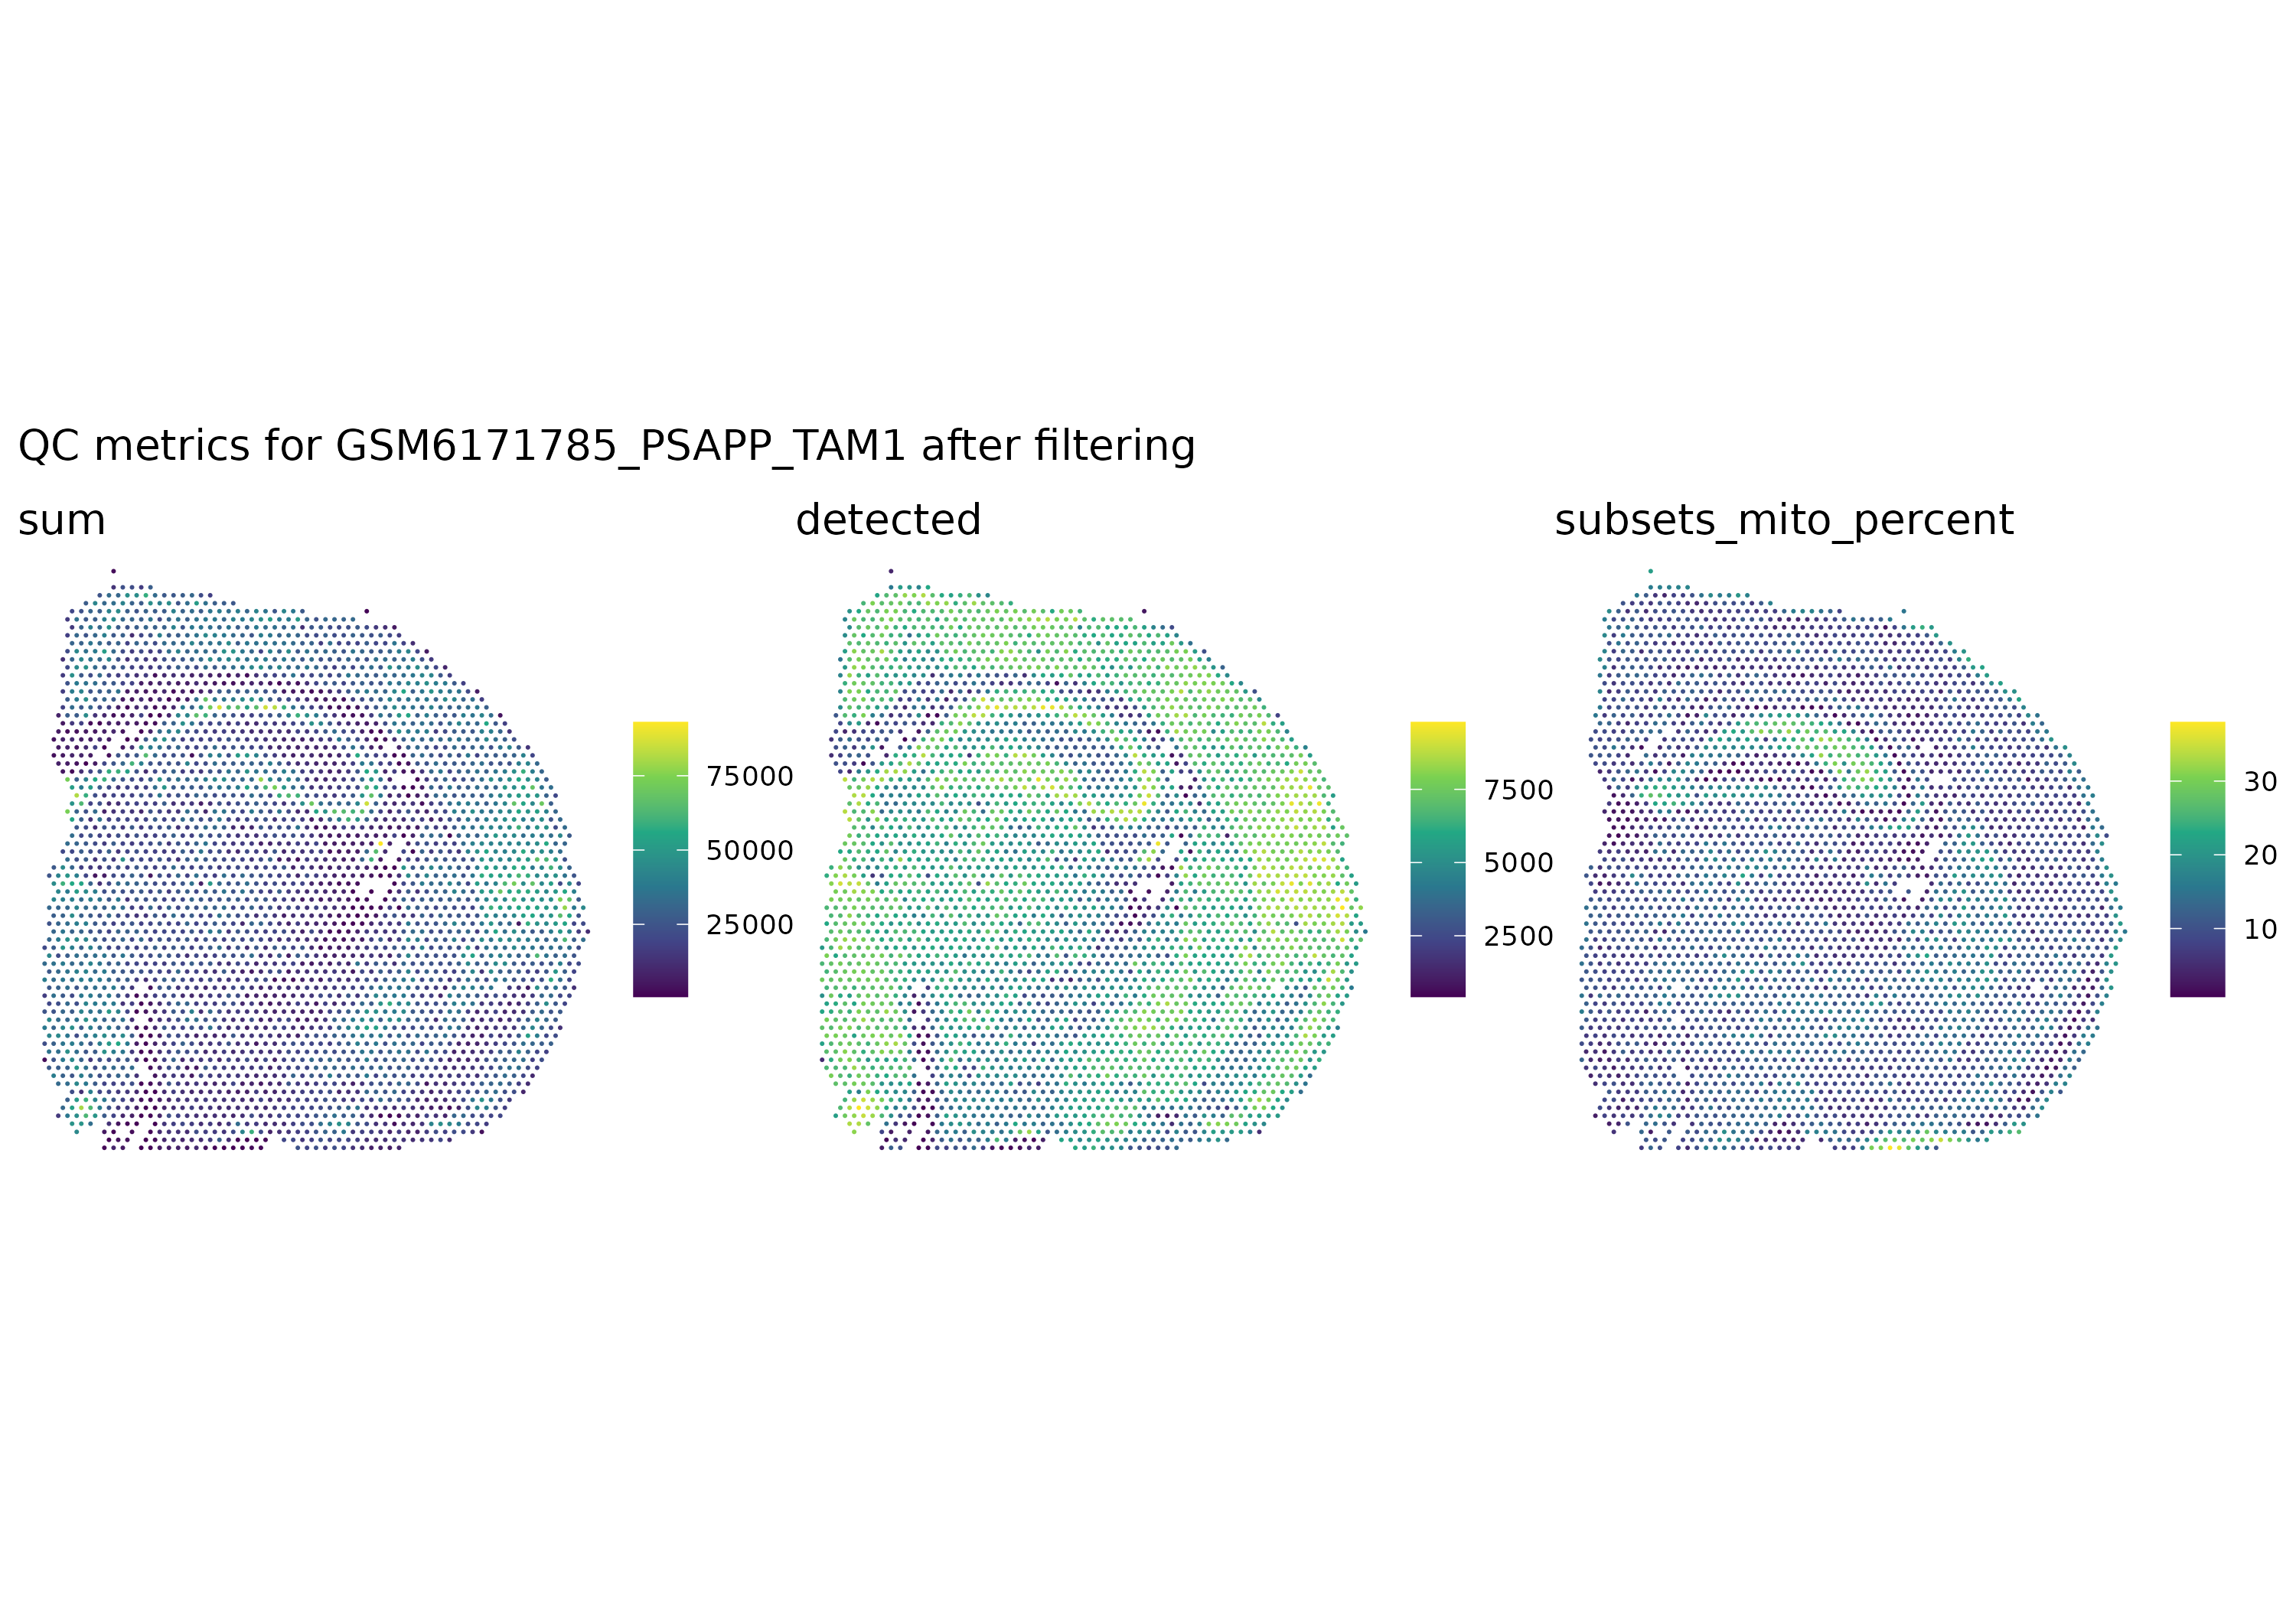 QC metrics for GSM6171785_PSAPP_TAM1 after filtering
sum
75000
50000
25000
detected
7500
5000
2500
subsets_mito_percent
30
20
10